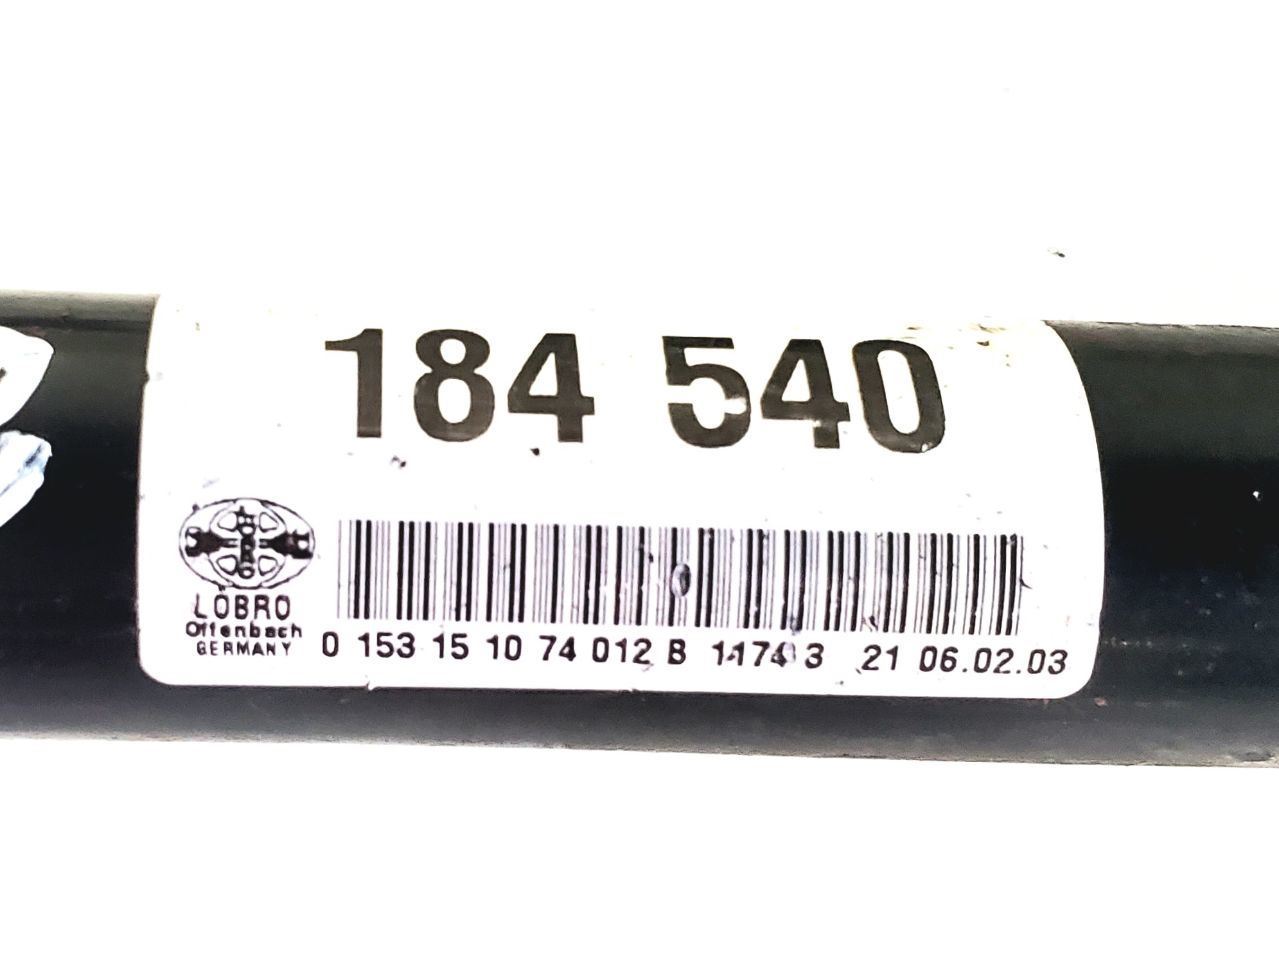 184 540
LÖBRO
Offenbach
GERMANY
0 153 15 10 74 012 B 1174 3 21 06.02.03